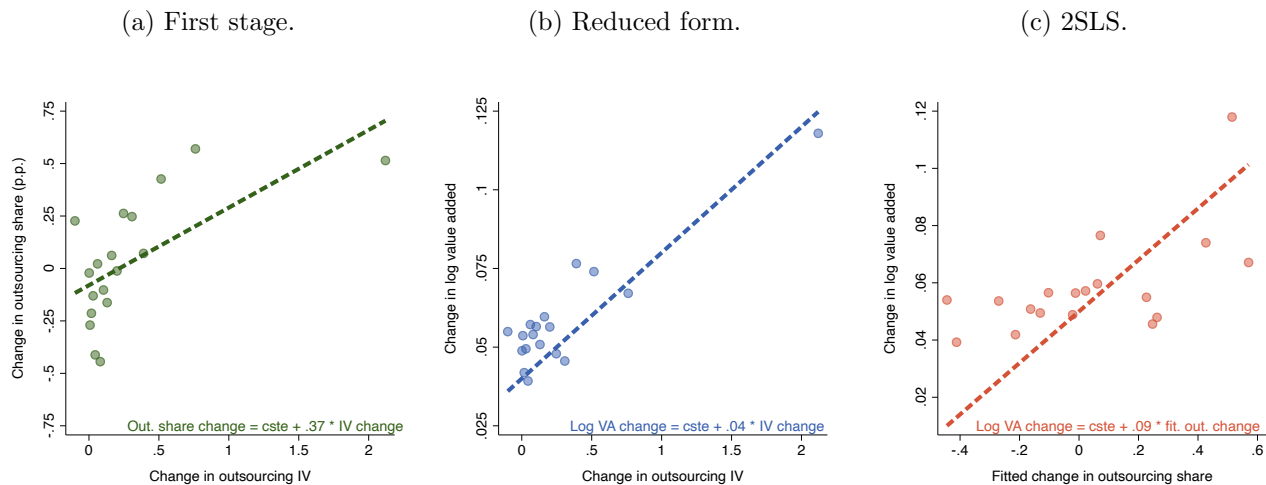 (a) First stage.
(b) Reduced form.
(c) 2SLS.
Change in outsourcing share (p.p.)
.75
.5
.25
0
-.25
-.5
-.75
Out. share change = cste + .37 * IV change
0
.5
1
1.5
2
Change in outsourcing IV
Change in log value added
.125
.1
.075
.05
.025
Log VA change = cste + .04 * IV change
0
.5
1
1.5
2
Change in outsourcing IV
Change in log value added
.12
.1
.08
.06
.04
.02
Log VA change = cste + .09 * fit. out. change
-.4
-.2
0
.2
.4
.6
Fitted change in outsourcing share